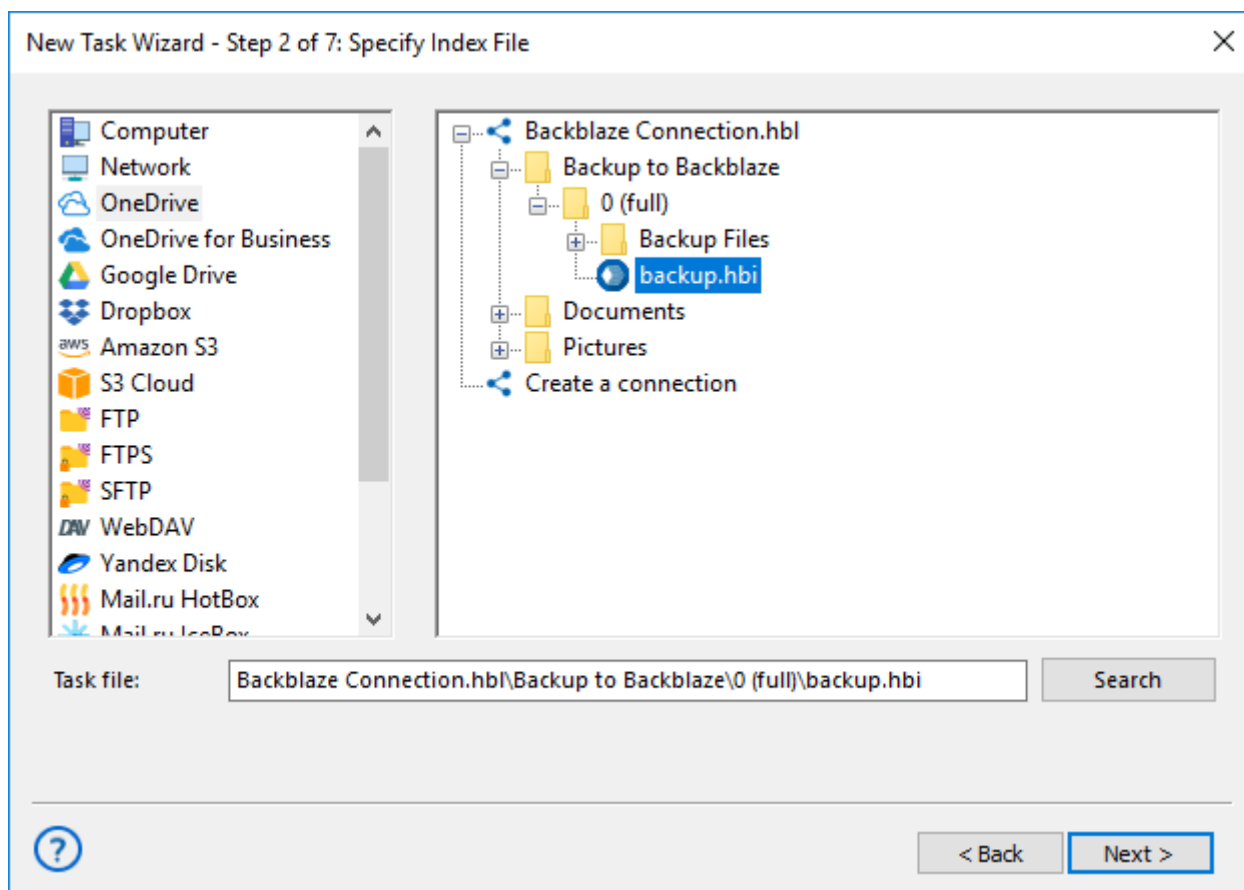 New Task Wizard - Step 2 of 7: Specify Index File
Computer
Network
OneDrive
OneDrive for Business
Google Drive
Dropbox
aws Amazon S3
S3 Cloud
FTP
FTPS
SFTP
DAV WebDAV
Yandex Disk
Mail.ru HotBox
Mail.ru IceBox
Backblaze Connection.hbl
Backup to Backblaze
0 (full)
Backup Files
backup.hbi
Documents
Pictures
Create a connection
Task file: Backblaze Connection.hbl\Backup to Backblaze\0 (full)\backup.hbi Search
? < Back Next >